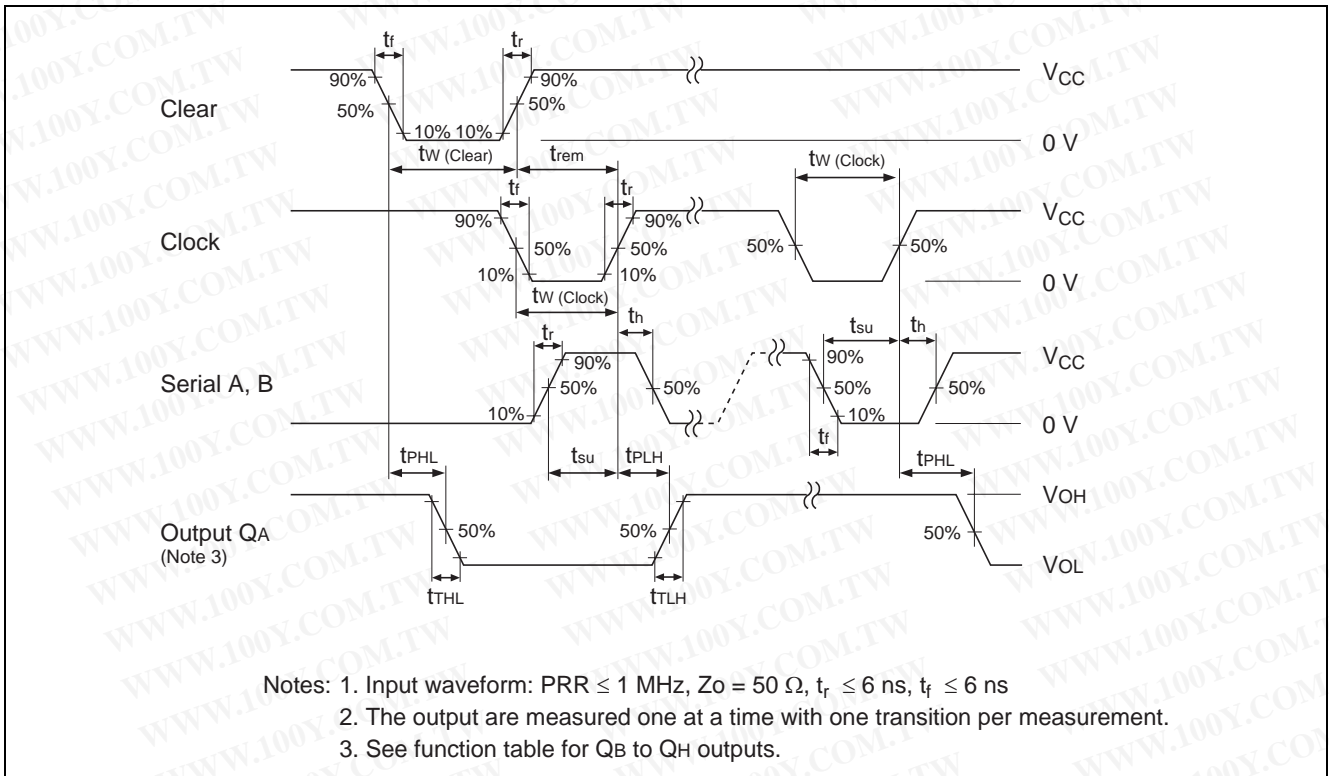 tf tr
90% 90% VCC
Clear 50% 50%
10% 10% 0 V
tW (Clear) trem tW (Clock)
tf tr
90% 90% VCC
Clock 50% 50% 50% 50%
10% 10% 0 V
tW (Clock) th tsu th
tr
90% 90% VCC
Serial A, B 50% 50% 50% 50%
10% 10% 0 V
tf
tPHL tsu tPLH tPHL
VOH
Output QA 50% 50% 50%
(Note 3) VOL
tTHL tTLH
Notes: 1. Input waveform: PRR ≤ 1 MHz, Zo = 50 Ω, tr ≤ 6 ns, tf ≤ 6 ns
2. The output are measured one at a time with one transition per measurement.
3. See function table for QB to QH outputs.
WWW.100Y.COM.TW